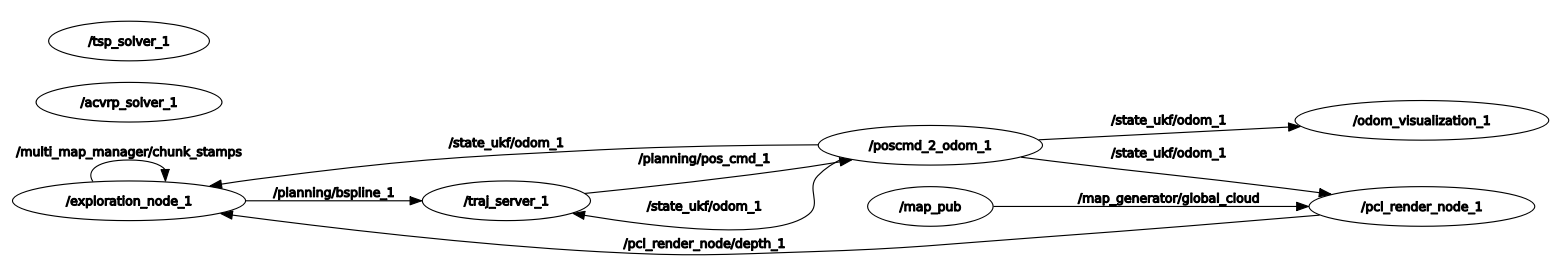 /tsp_solver_1
/acvrp_solver_1
/multi_map_manager/chunk_stamps
/exploration_node_1
/planning/bspline_1
/traj_server_1
/state_ukf/odom_1
/planning/pos_cmd_1
/state_ukf/odom_1
/pcl_render_node/depth_1
/poscmd_2_odom_1
/map_pub
/state_ukf/odom_1
/state_ukf/odom_1
/map_generator/global_cloud
/odom_visualization_1
/pcl_render_node_1